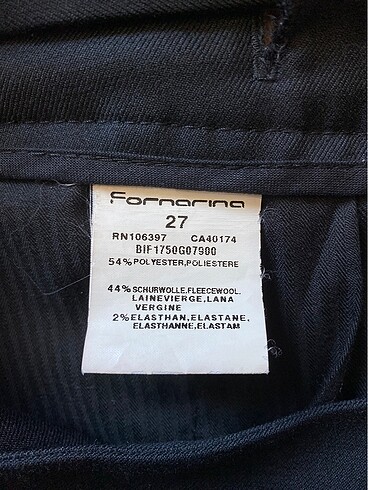 Fornarina
27
RN106397 CA40174
BIF1750G07900
54% POLYESTER,POLIESTERE
44% SCHURWOLLE.FLEECEWOOL.
LAINEVIERGE,LANA
VERGINE
2% ELASTHAN,ELASTANE,
ELASTHANNE,ELASTAM